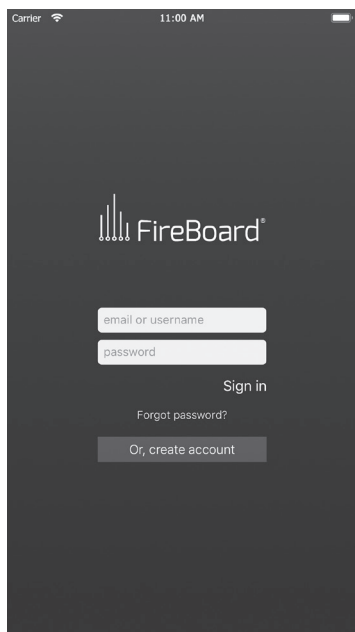 Carrier 11:00 AM
FireBoard®
email or username
password
Sign in
Forgot password?
Or, create account